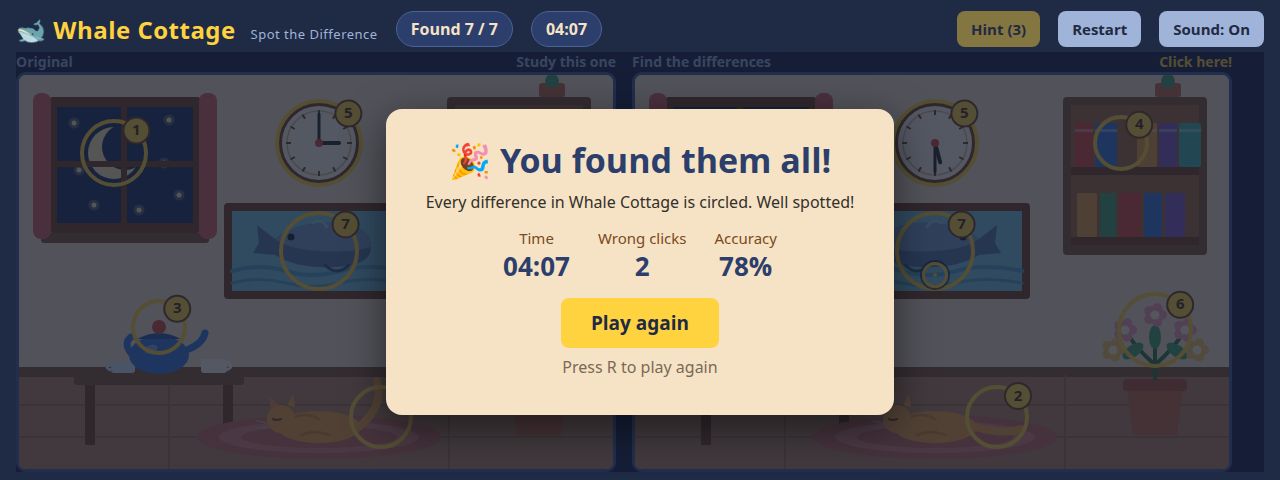 Whale Cottage
Spot the Difference
Found 7 / 7
04:07
Hint (3)
Restart
Sound: On
Original
Study this one
Find the differences
Click here!
1
5
7
3
5
4
7
6
2
🎉 You found them all!
Every difference in Whale Cottage is circled. Well spotted!
Time
Wrong clicks
Accuracy
04:07
2
78%
Play again
Press R to play again